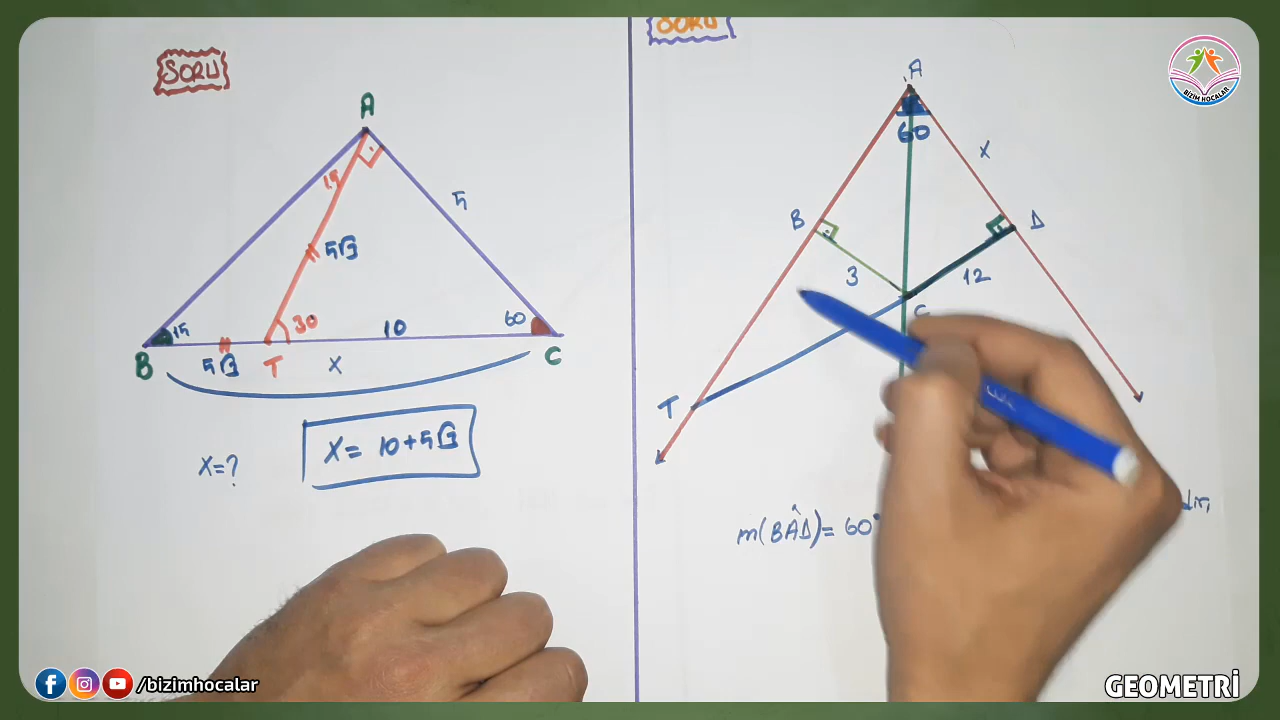 SORU
A
15
5√3
5
15
30
10
60
B
5√3
T
X
C
X=?
X= 10+5√3
SORU
A
60
X
B
D
3
12
C
T
m(BÂD)= 60°
BİZİM HOCALAR
/bizimhocalar
GEOMETRİ